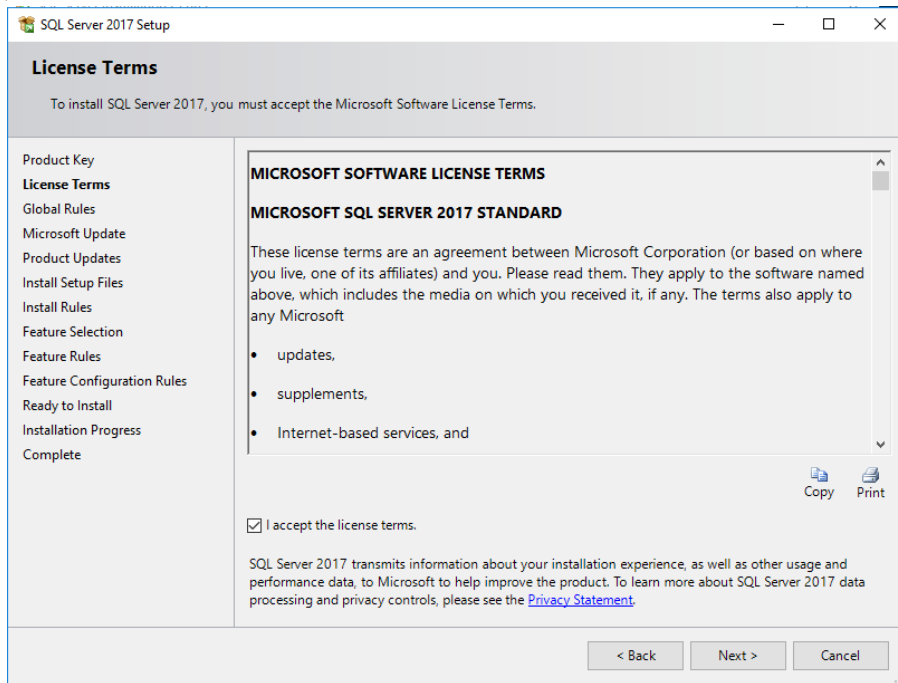 SQL Server 2017 Setup
License Terms
To install SQL Server 2017, you must accept the Microsoft Software License Terms.
Product Key
License Terms
Global Rules
Microsoft Update
Product Updates
Install Setup Files
Install Rules
Feature Selection
Feature Rules
Feature Configuration Rules
Ready to Install
Installation Progress
Complete
MICROSOFT SOFTWARE LICENSE TERMS
MICROSOFT SQL SERVER 2017 STANDARD
These license terms are an agreement between Microsoft Corporation (or based on where
you live, one of its affiliates) and you. Please read them. They apply to the software named
above, which includes the media on which you received it, if any. The terms also apply to
any Microsoft
• updates,
• supplements,
• Internet-based services, and
Copy Print
I accept the license terms.
SQL Server 2017 transmits information about your installation experience, as well as other usage and
performance data, to Microsoft to help improve the product. To learn more about SQL Server 2017 data
processing and privacy controls, please see the Privacy Statement.
< Back Next > Cancel